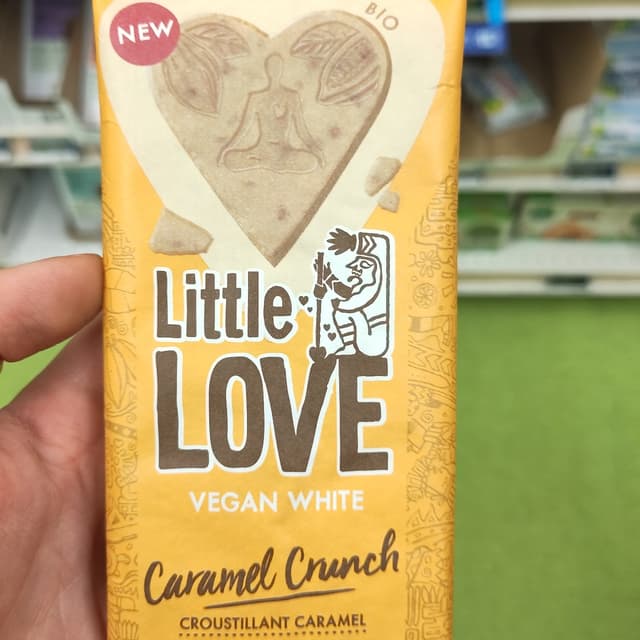 NEW
BIO
Little
LOVE
VEGAN WHITE
Caramel Crunch
CROUSTILLANT CARAMEL